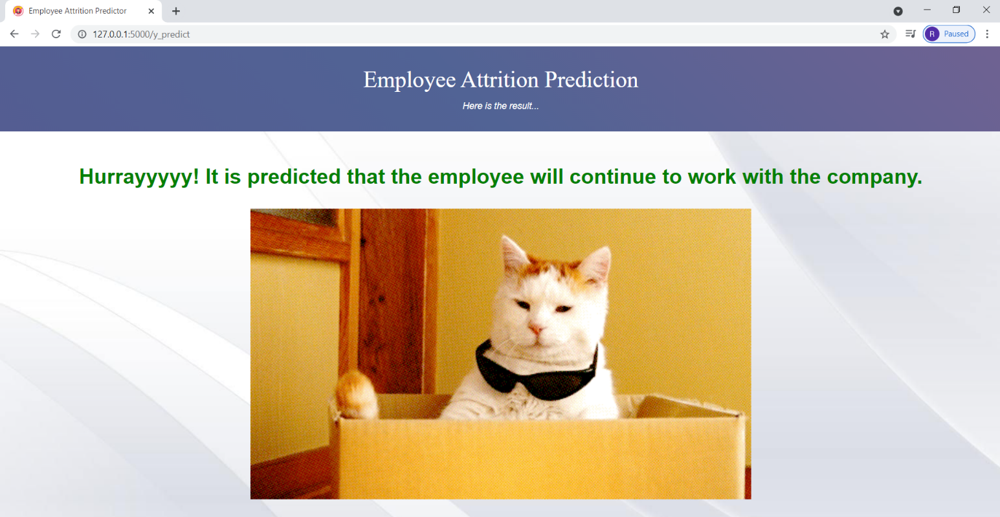 Employee Attrition Predictor
127.0.0.1:5000/y_predict
R Paused
Employee Attrition Prediction
Here is the result...
Hurrayyyyy! It is predicted that the employee will continue to work with the company.